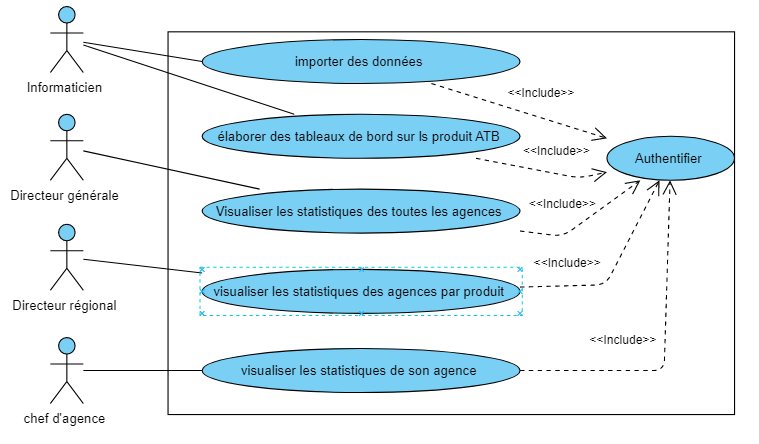 Informaticien
importer des données
<<Include>>
élaborer des tableaux de bord sur ls produit ATB
<<Include>>
Authentifier
Directeur générale
Visualiser les statistiques des toutes les agences
<<Include>>
Directeur régional
visualiser les statistiques des agences par produit
<<Include>>
chef d'agence
visualiser les statistiques de son agence
<<Include>>